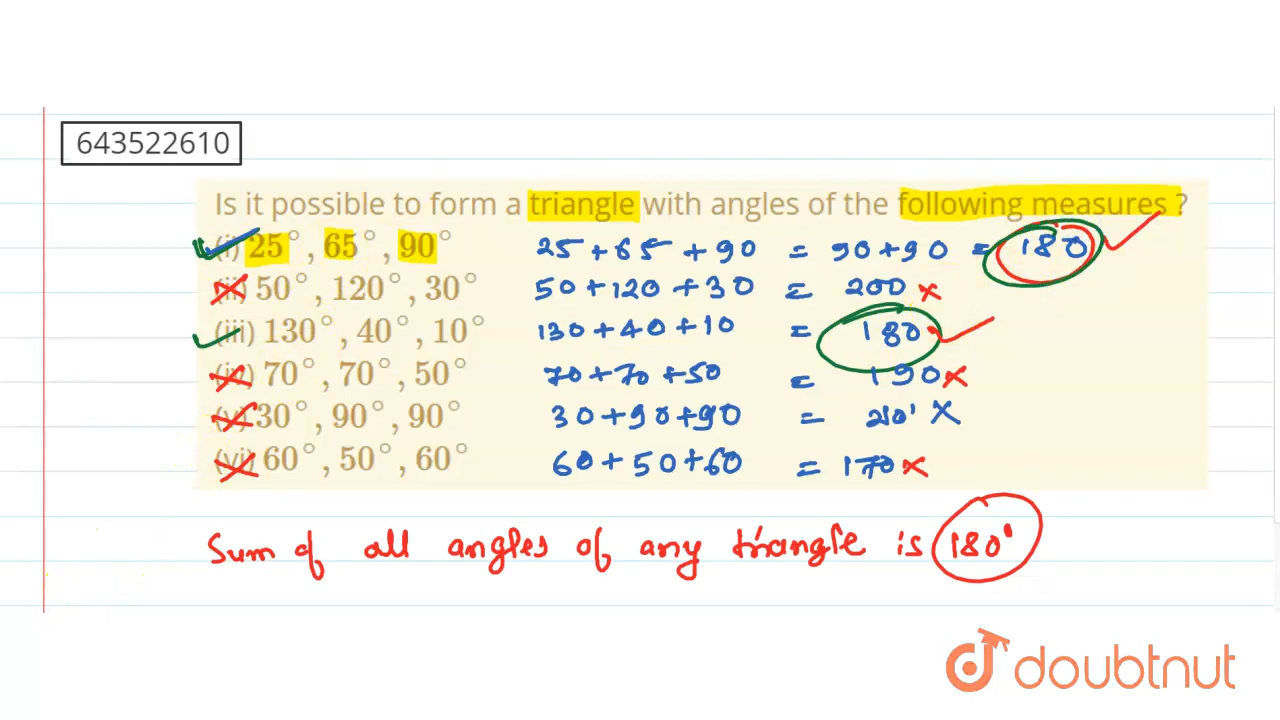 643522610
Is it possible to form a triangle with angles of the following measures ?
(i) 25°, 65°, 90° 25+65+90 = 90+90 = 180
(ii) 50°, 120°, 30° 50+120+30 = 200 ×
(iii) 130°, 40°, 10° 130+40+10 = 180
(iv) 70°, 70°, 50° 70+70+50 = 190 ×
(v) 30°, 90°, 90° 30+90+90 = 210' ×
(vi) 60°, 50°, 60° 60+50+60 = 170 ×
Sum of all angles of any triangle is 180°
doubtnut